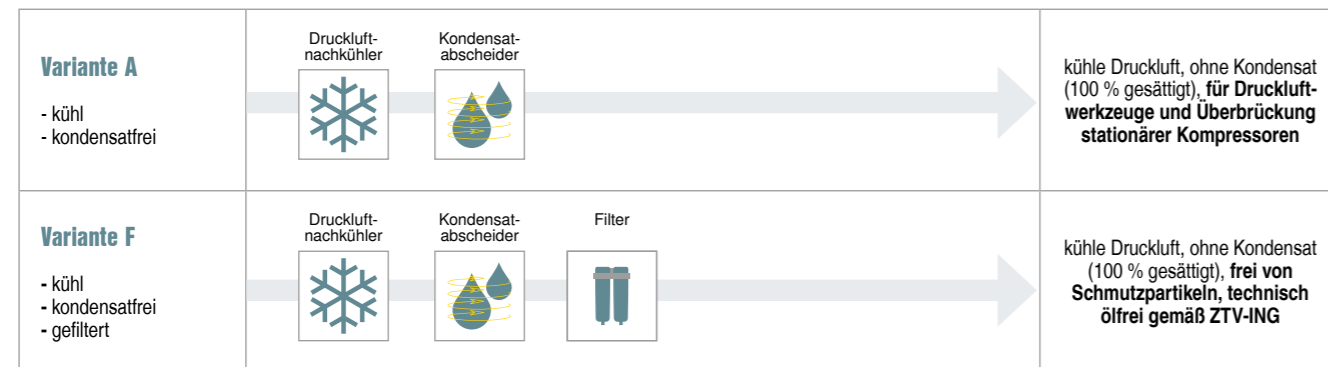 Variante A
- kühl
- kondensatfrei
Druckluft-
nachkühler
Kondensat-
abscheider
kühle Druckluft, ohne Kondensat
(100 % gesättigt), für Druckluft-
werkzeuge und Überbrückung
stationärer Kompressoren
Variante F
- kühl
- kondensatfrei
- gefiltert
Druckluft-
nachkühler
Kondensat-
abscheider
Filter
kühle Druckluft, ohne Kondensat
(100 % gesättigt), frei von
Schmutzpartikeln, technisch
ölfrei gemäß ZTV-ING